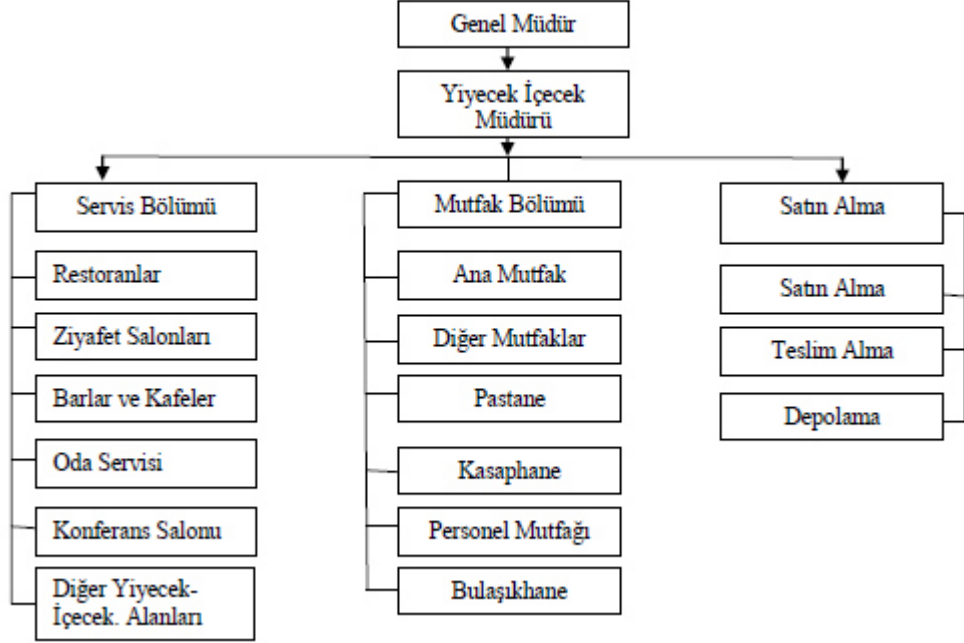 Genel Müdür
Yiyecek İçecek
Müdürü
Servis Bölümü
Restoranlar
Ziyafet Salonları
Barlar ve Kafeler
Oda Servisi
Konferans Salonu
Diğer Yiyecek-
İçecek. Alanları
Mutfak Bölümü
Ana Mutfak
Diğer Mutfaklar
Pastane
Kasaphane
Personel Mutfağı
Bulaşıkhane
Satın Alma
Satın Alma
Teslim Alma
Depolama